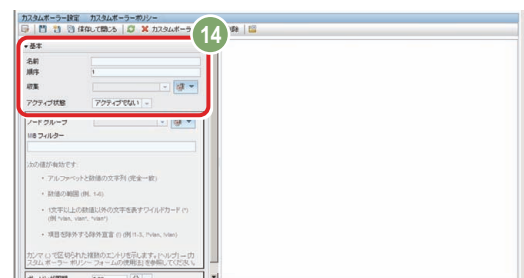 カスタムポーラー設定 カスタムポーラーポリシー
保存して閉じる カスタムポーラー 削除
14
基本
名前
順序 1
収集
アクティブ状態 アクティブでない
ノードグループ
MIB フィルター
次の値が有効です:
• アルファベットと数値の文字列 (完全一致)
• 数値の範囲 (例, 1-5)
• 1文字以上の数値以外の文字を表すワイルドカード (*)
(例 *vlan, vlan*, *vlan*)
• 項目を除外する除外宣言 (!) (例 !1-3, !*vlan, !vlan)
カンマ (,) で区切られた複数のエントリを示します。[ヘルプ]→[カ
スタム ポーラー ポリシー フォームの使用法] を参照してください。